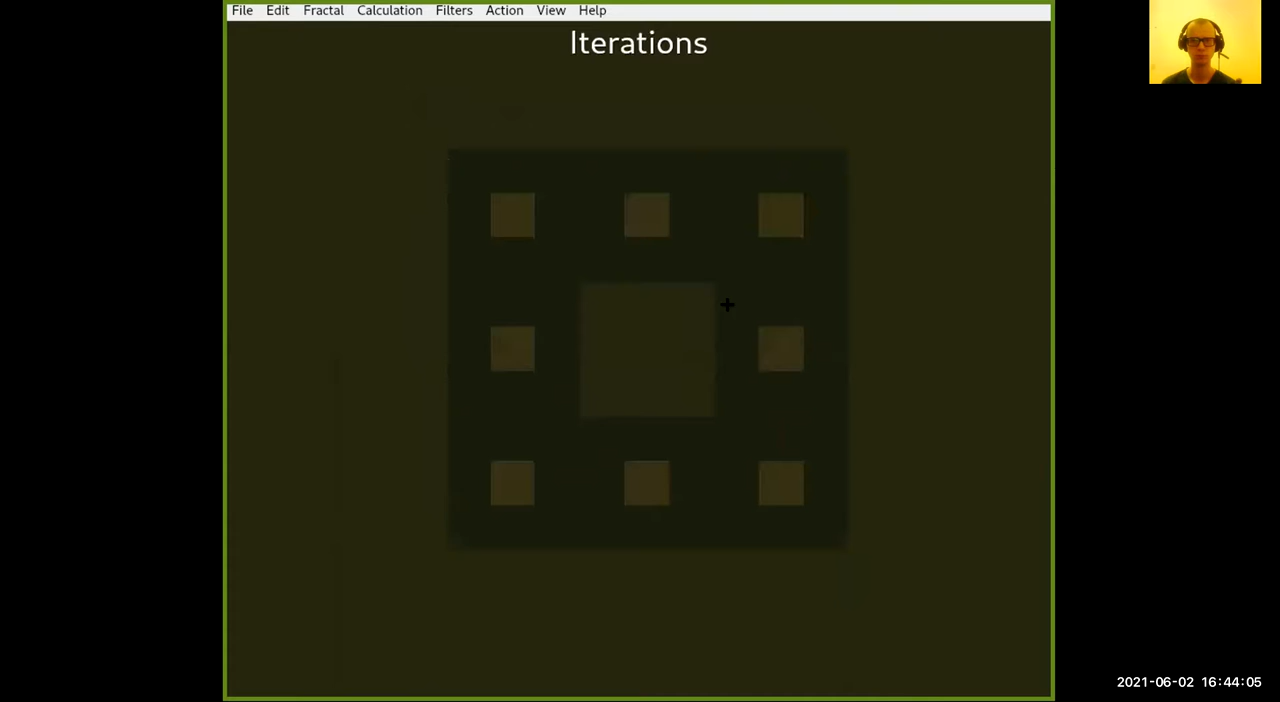 File Edit Fractal Calculation Filters Action View Help
Iterations
2021-06-02 16:44:05